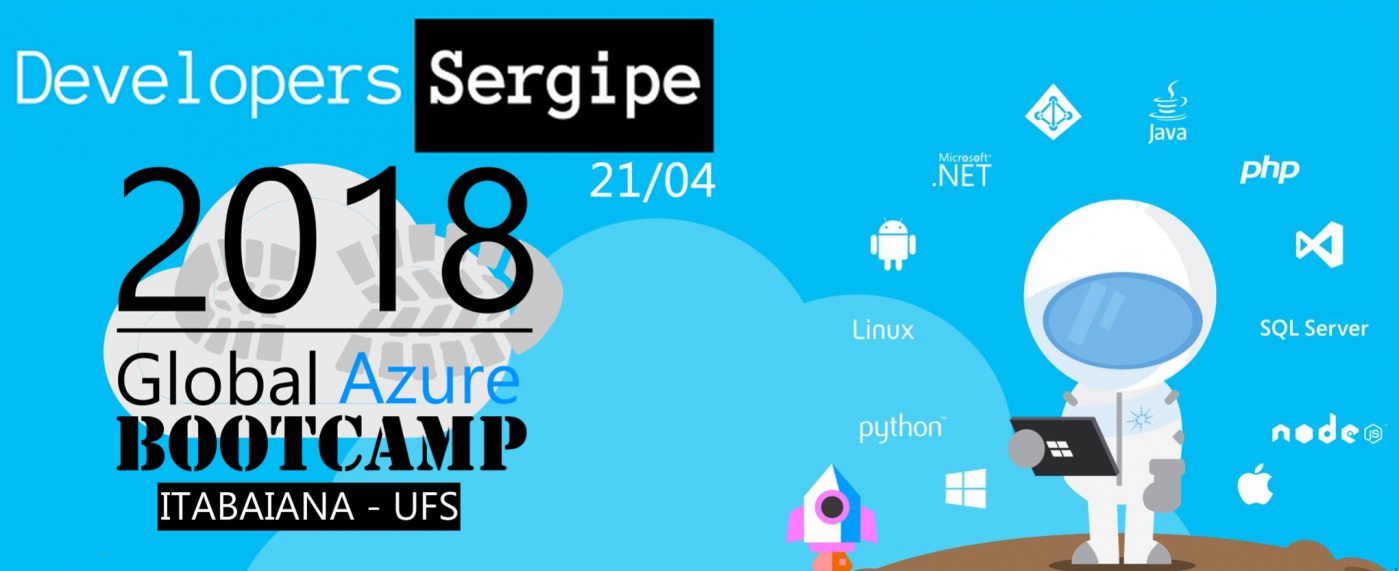 Developers Sergipe
21/04
2018
Global Azure
BOOTCAMP
ITABAIANA - UFS
Java
Microsoft®
.NET
php
Linux
SQL Server
python™
node JS